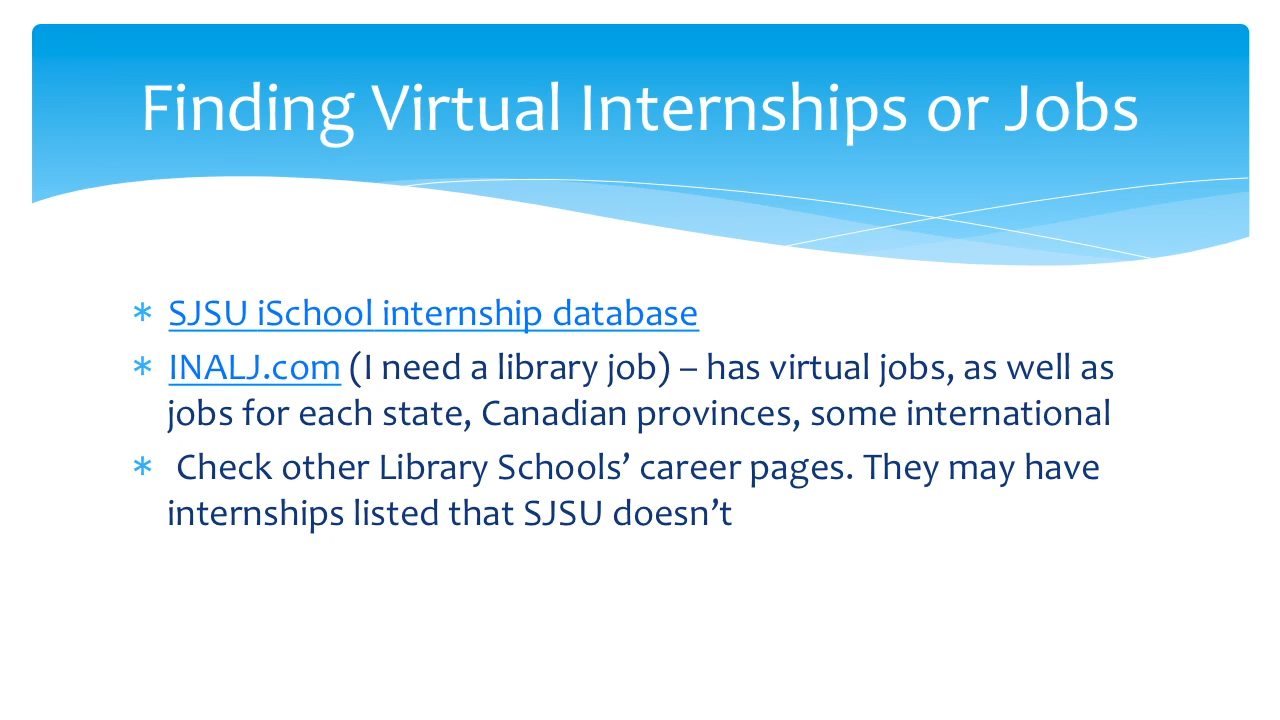 Finding Virtual Internships or Jobs
* SJSU iSchool internship database
* INALJ.com (I need a library job) – has virtual jobs, as well as
jobs for each state, Canadian provinces, some international
* Check other Library Schools’ career pages. They may have
internships listed that SJSU doesn’t